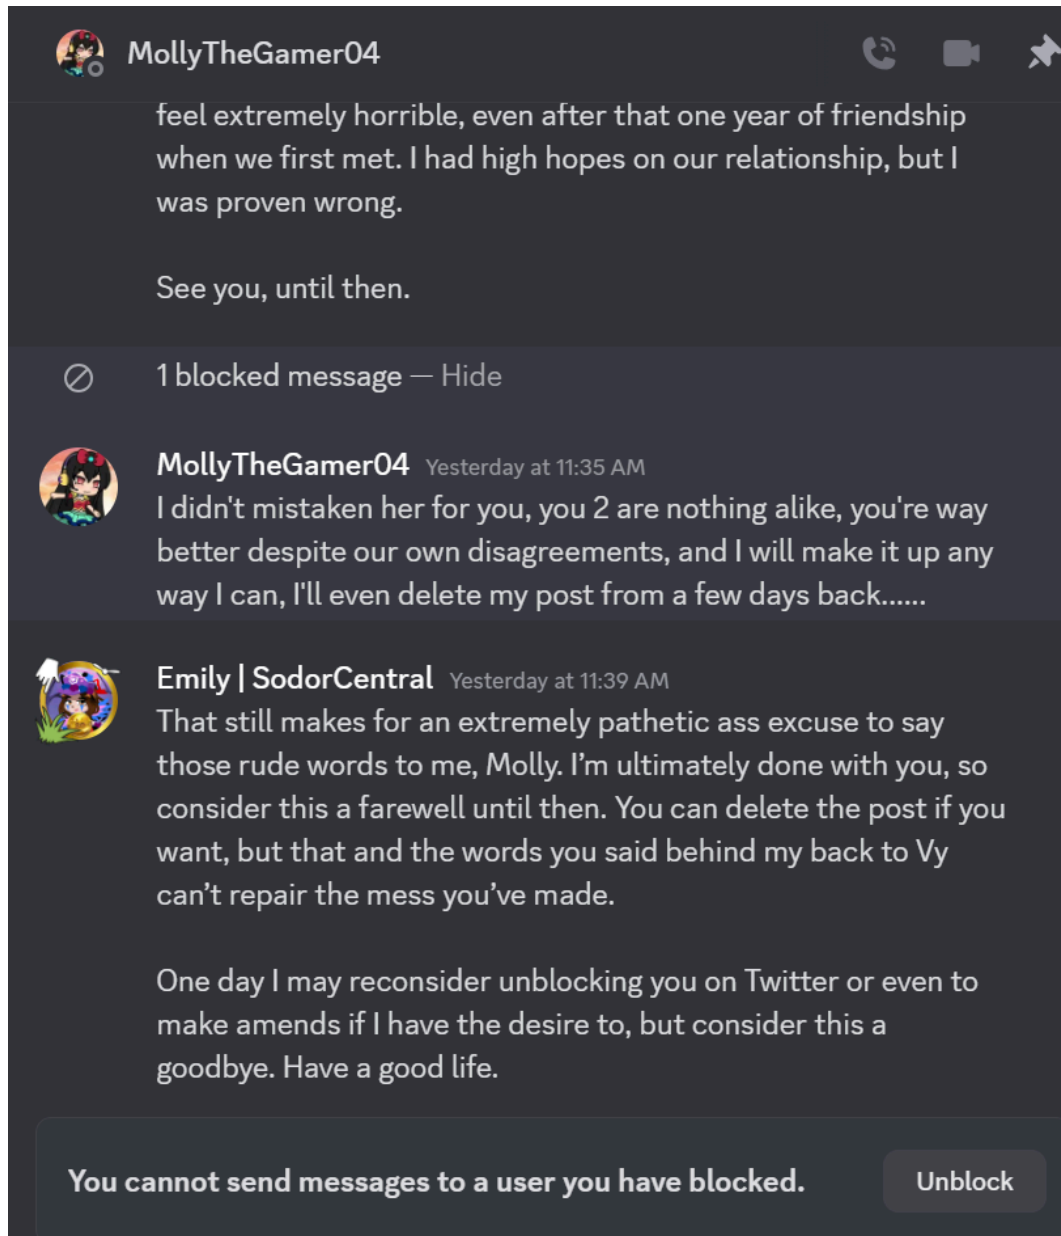 MollyTheGamer04
feel extremely horrible, even after that one year of friendship
when we first met. I had high hopes on our relationship, but I
was proven wrong.
See you, until then.
1 blocked message — Hide
MollyTheGamer04 Yesterday at 11:35 AM
I didn't mistaken her for you, you 2 are nothing alike, you're way
better despite our own disagreements, and I will make it up any
way I can, I'll even delete my post from a few days back......
Emily | SodorCentral Yesterday at 11:39 AM
That still makes for an extremely pathetic ass excuse to say
those rude words to me, Molly. I’m ultimately done with you, so
consider this a farewell until then. You can delete the post if you
want, but that and the words you said behind my back to Vy
can’t repair the mess you’ve made.
One day I may reconsider unblocking you on Twitter or even to
make amends if I have the desire to, but consider this a
goodbye. Have a good life.
You cannot send messages to a user you have blocked. Unblock